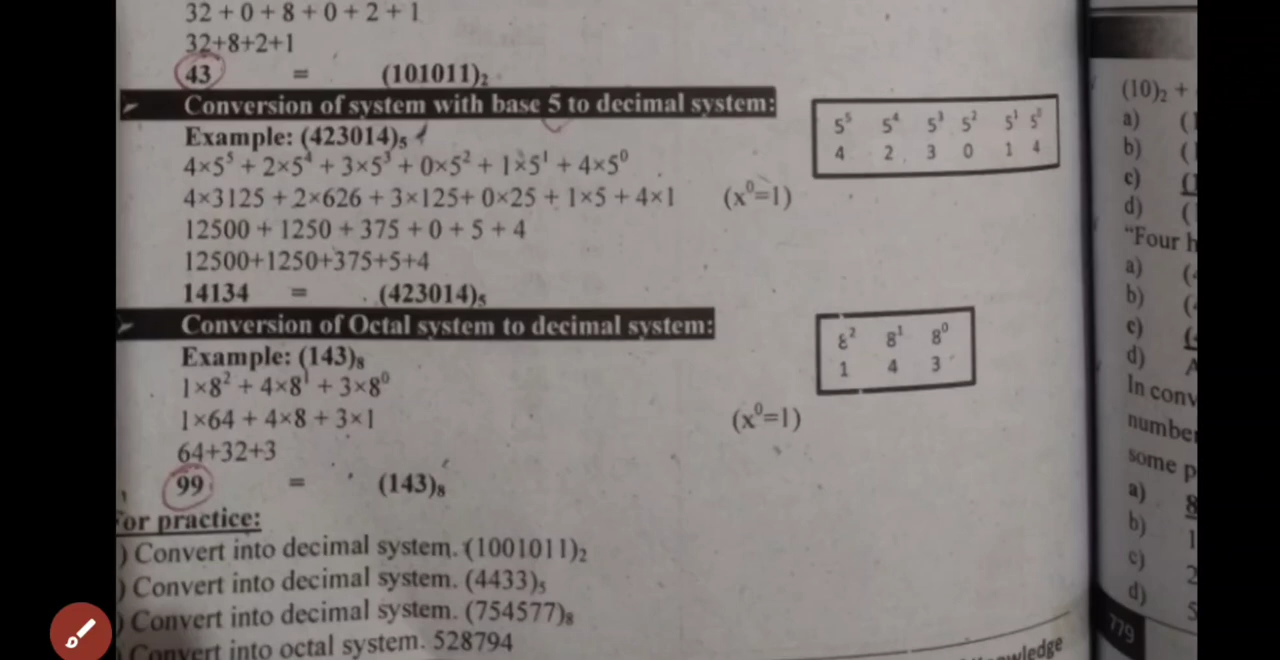 32 + 0 + 8 + 0 + 2 + 1
32+8+2+1
43 = (101011)₂
Conversion of system with base 5 to decimal system:
Example: (423014)₅
4×5⁵ + 2×5⁴ + 3×5³ + 0×5² + 1×5¹ + 4×5⁰
4×3125 + 2×626 + 3×125+ 0×25 + 1×5 + 4×1 (x⁰=1)
12500 + 1250 + 375 + 0 + 5 + 4
12500+1250+375+5+4
14134 = (423014)₅
5⁵ 5⁴ 5³ 5² 5¹ 5⁰
4 2 3 0 1 4
Conversion of Octal system to decimal system:
Example: (143)₈
1×8² + 4×8¹ + 3×8⁰
1×64 + 4×8 + 3×1 (x⁰=1)
64+32+3
99 = (143)₈
8² 8¹ 8⁰
1 4 3
For practice:
) Convert into decimal system. (1001011)₂
) Convert into decimal system. (4433)₅
) Convert into decimal system. (754577)₈
) Convert into octal system. 528794
(10)₂ +
a) (
b) (
c) (
d) (
"Four h
a) (
b) (
c) (
d) A
In conv
number
some p
a) 8
b) 1
c) 2
d) 5
779